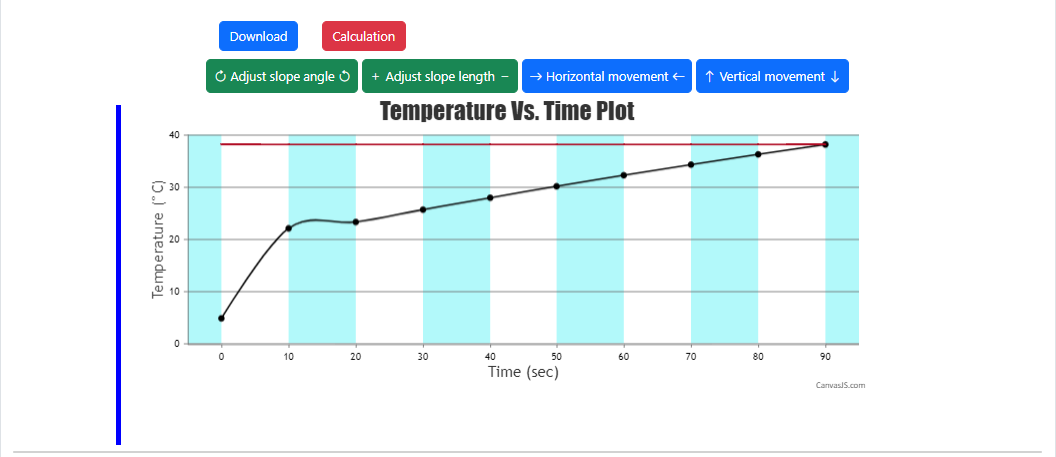 Download Calculation
↻ Adjust slope angle ↺ + Adjust slope length − → Horizontal movement ← ↑ Vertical movement ↓
Temperature Vs. Time Plot
40
30
20
10
0
Temperature (°C)
0 10 20 30 40 50 60 70 80 90
Time (sec)
CanvasJS.com